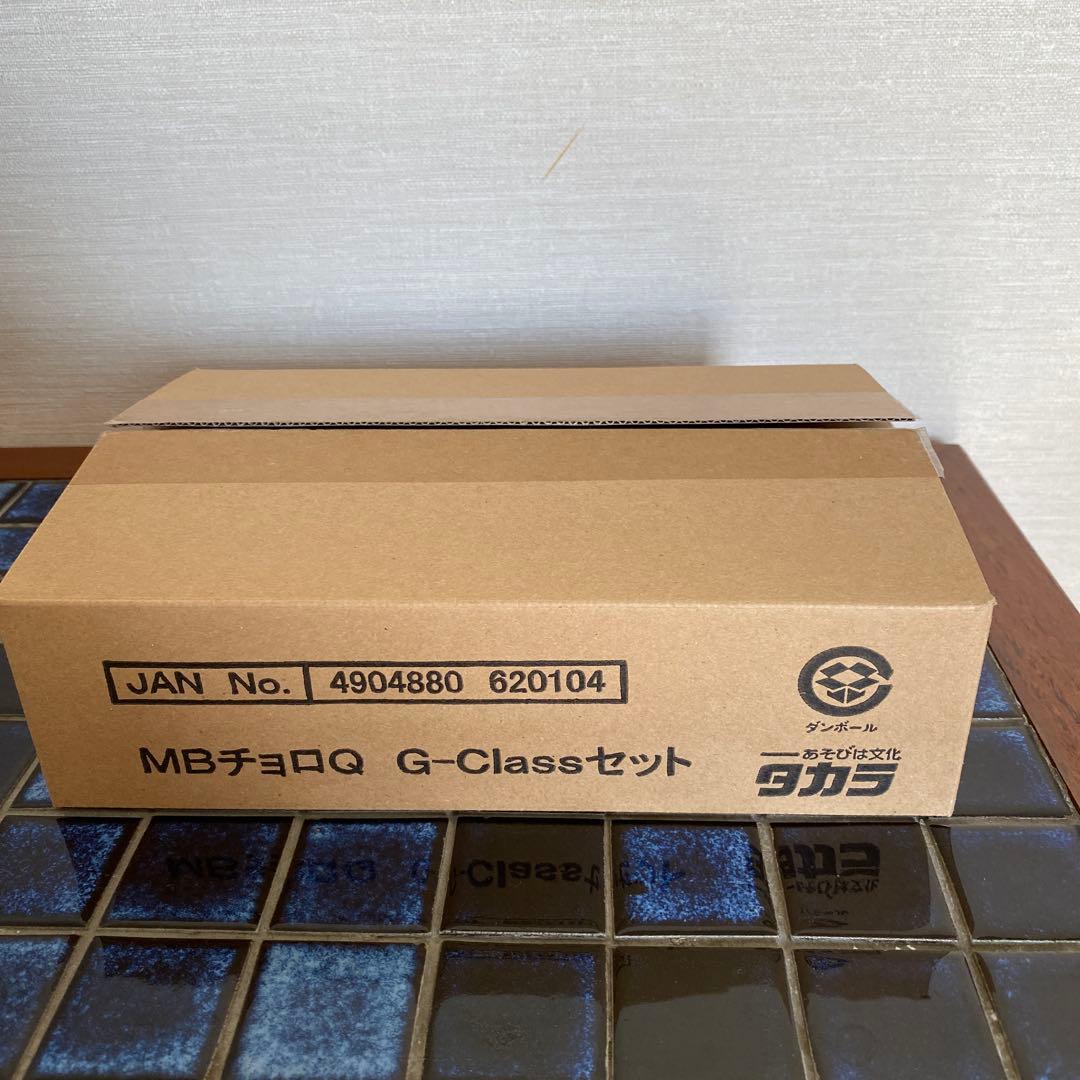 JAN No. 4904880 620104
MBチョロQ G-Classセット
ダンボール
あそびは文化
タカラ